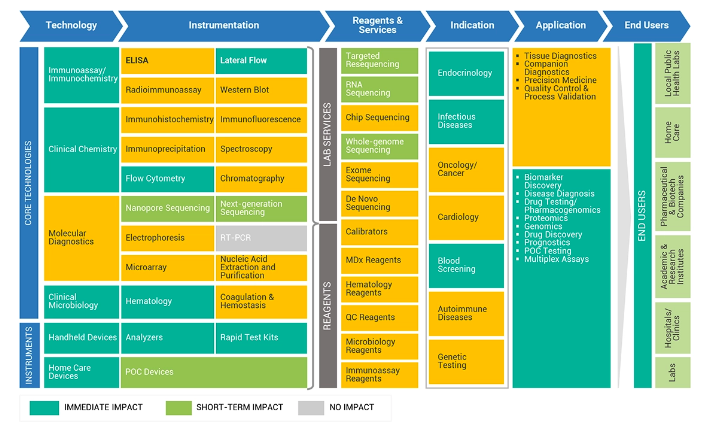 Technology
Instrumentation
Reagents &
Services
Indication
Application
End Users
CORE TECHNOLOGIES
INSTRUMENTS
Immunoassay/
Immunochemistry
Clinical Chemistry
Molecular
Diagnostics
Clinical
Microbiology
Handheld Devices
Home Care
Devices
ELISA
Lateral Flow
Radioimmunoassay
Western Blot
Immunohistochemistry
Immunofluorescence
Immunoprecipitation
Spectroscopy
Flow Cytometry
Chromatography
Nanopore Sequencing
Next-generation
Sequencing
Electrophoresis
RT-PCR
Microarray
Nucleic Acid
Extraction and
Purification
Hematology
Coagulation &
Hemostasis
Analyzers
Rapid Test Kits
POC Devices
LAB SERVICES
REAGENTS
Targeted
Resequencing
RNA
Sequencing
Chip Sequencing
Whole-genome
Sequencing
Exome
Sequencing
De Novo
Sequencing
Calibrators
MDx Reagents
Hematology
Reagents
QC Reagents
Microbiology
Reagents
Immunoassay
Reagents
Endocrinology
Infectious
Diseases
Oncology/
Cancer
Cardiology
Blood
Screening
Autoimmune
Diseases
Genetic
Testing
▪ Tissue Diagnostics
▪ Companion
Diagnostics
▪ Precision Medicine
▪ Quality Control &
Process Validation
▪ Biomarker
Discovery
▪ Disease Diagnosis
▪ Drug Testing/
Pharmacogenomics
▪ Proteomics
▪ Genomics
▪ Drug Discovery
▪ Prognostics
▪ POC Testing
▪ Multiplex Assays
END USERS
Local Public
Health Labs
Home
Care
Pharmaceutical
& Biotech
Companies
Academic &
Research
Institutes
Hospitals/
Clinics
Labs
IMMEDIATE IMPACT
SHORT-TERM IMPACT
NO IMPACT